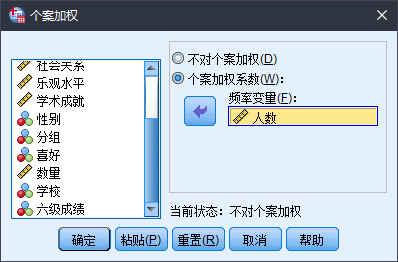 个案加权
社会关系
乐观水平
学术成就
性别
分组
喜好
数量
学校
六级成绩
不对个案加权(D)
个案加权系数(W):
频率变量(F):
人数
当前状态：不对个案加权
确定
粘贴(P)
重置(R)
取消
帮助